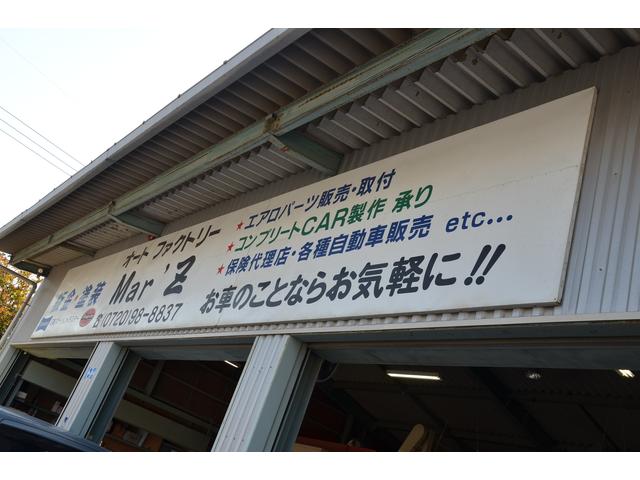 オート ファクトリー
鈑金・塗装 Mar'2
(0720)98-8837
★エアロパーツ販売・取付
★コンプリートCAR製作 承り
★保険代理店・各種自動車販売 etc...
お車のことならお気軽に!!